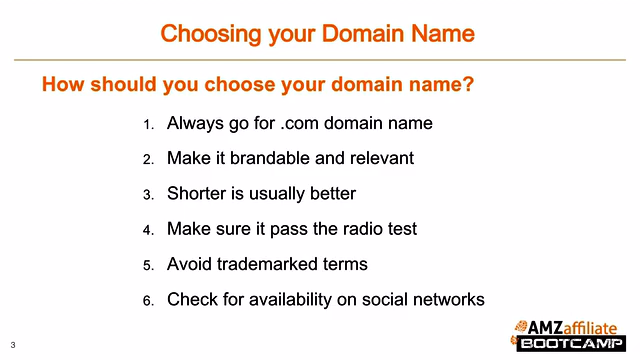 Choosing your Domain Name
How should you choose your domain name?
1. Always go for .com domain name
2. Make it brandable and relevant
3. Shorter is usually better
4. Make sure it pass the radio test
5. Avoid trademarked terms
6. Check for availability on social networks
3
AMZaffiliate
BOOTCAMP